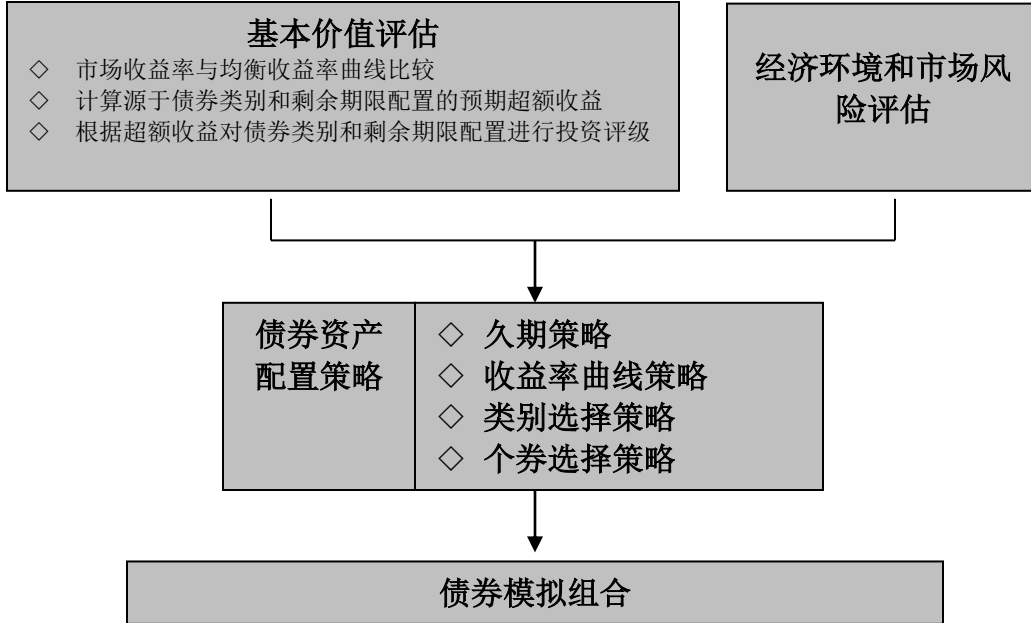 基本价值评估
◇ 市场收益率与均衡收益率曲线比较
◇ 计算源于债券类别和剩余期限配置的预期超额收益
◇ 根据超额收益对债券类别和剩余期限配置进行投资评级
经济环境和市场风
险评估
债券资产
配置策略
◇ 久期策略
◇ 收益率曲线策略
◇ 类别选择策略
◇ 个券选择策略
债券模拟组合